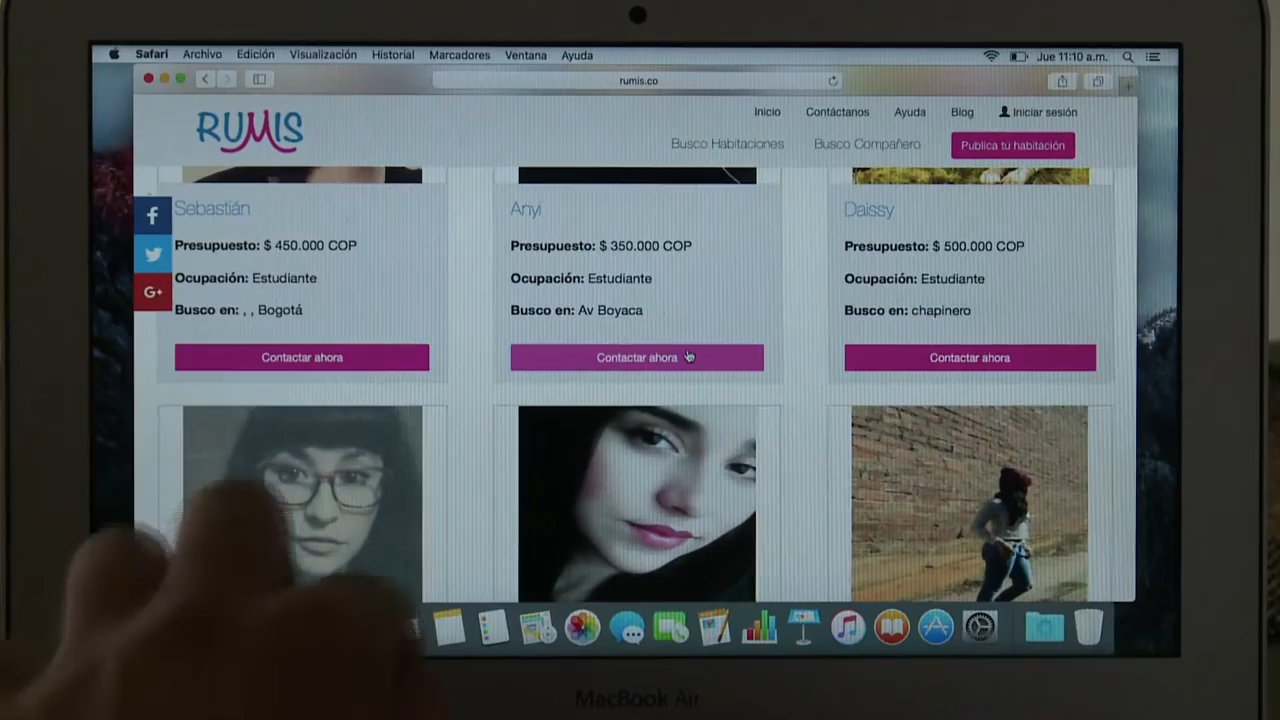 Safari Archivo Edición Visualización Historial Marcadores Ventana Ayuda Jue 11:10 a.m.
rumis.co
RUMIS
Inicio Contáctanos Ayuda Blog Iniciar sesión
Busco Habitaciones Busco Compañero Publica tu habitación
Sebastián
Presupuesto: $ 450.000 COP
Ocupación: Estudiante
Busco en: , , Bogotá
Contactar ahora
Anyi
Presupuesto: $ 350.000 COP
Ocupación: Estudiante
Busco en: Av Boyaca
Contactar ahora
Daissy
Presupuesto: $ 500.000 COP
Ocupación: Estudiante
Busco en: chapinero
Contactar ahora
f
G+
MacBook Air